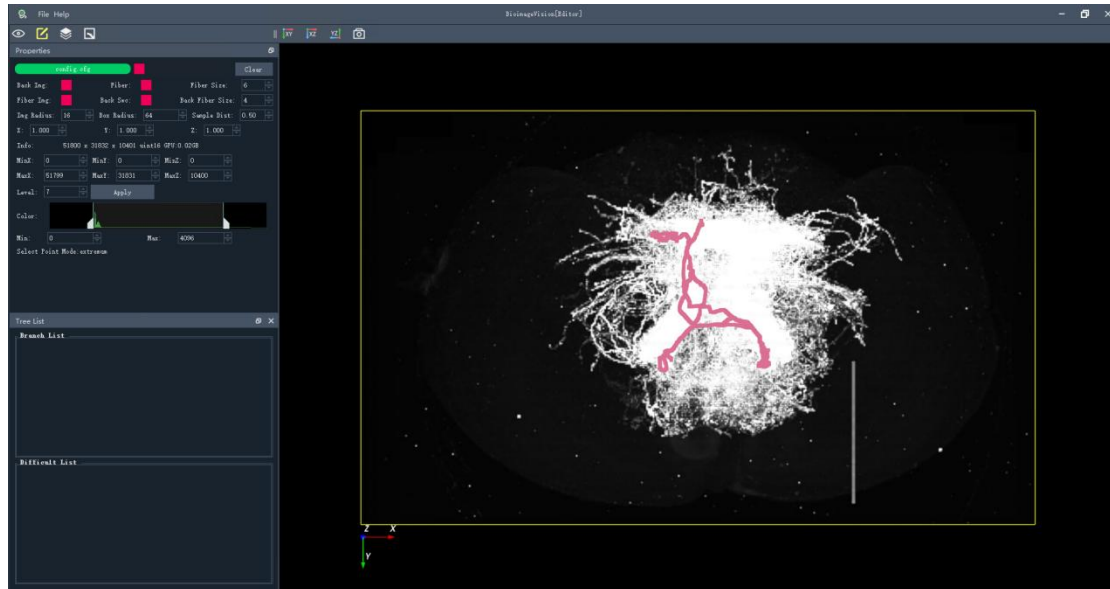 File Help
BioimageVision[Editor]
XY XZ YZ
Properties
config.cfg Clear
Back Img: Fiber: Fiber Size: 6
Fiber Img: Back Sec: Back Fiber Size: 4
Img Radius: 16 Box Radius: 64 Sample Dist: 0.50
X: 1.000 Y: 1.000 Z: 1.000
Info: 51800 x 31832 x 10401 uint16 GPU:0.02GB
MinX: 0 MinY: 0 MinZ: 0
MaxX: 51799 MaxY: 31831 MaxZ: 10400
Level: 7 Apply
Color:
Min: 0 Max: 4096
Select Point Mode:extremum
Tree List
Branch List
Difficult List
Z X
Y